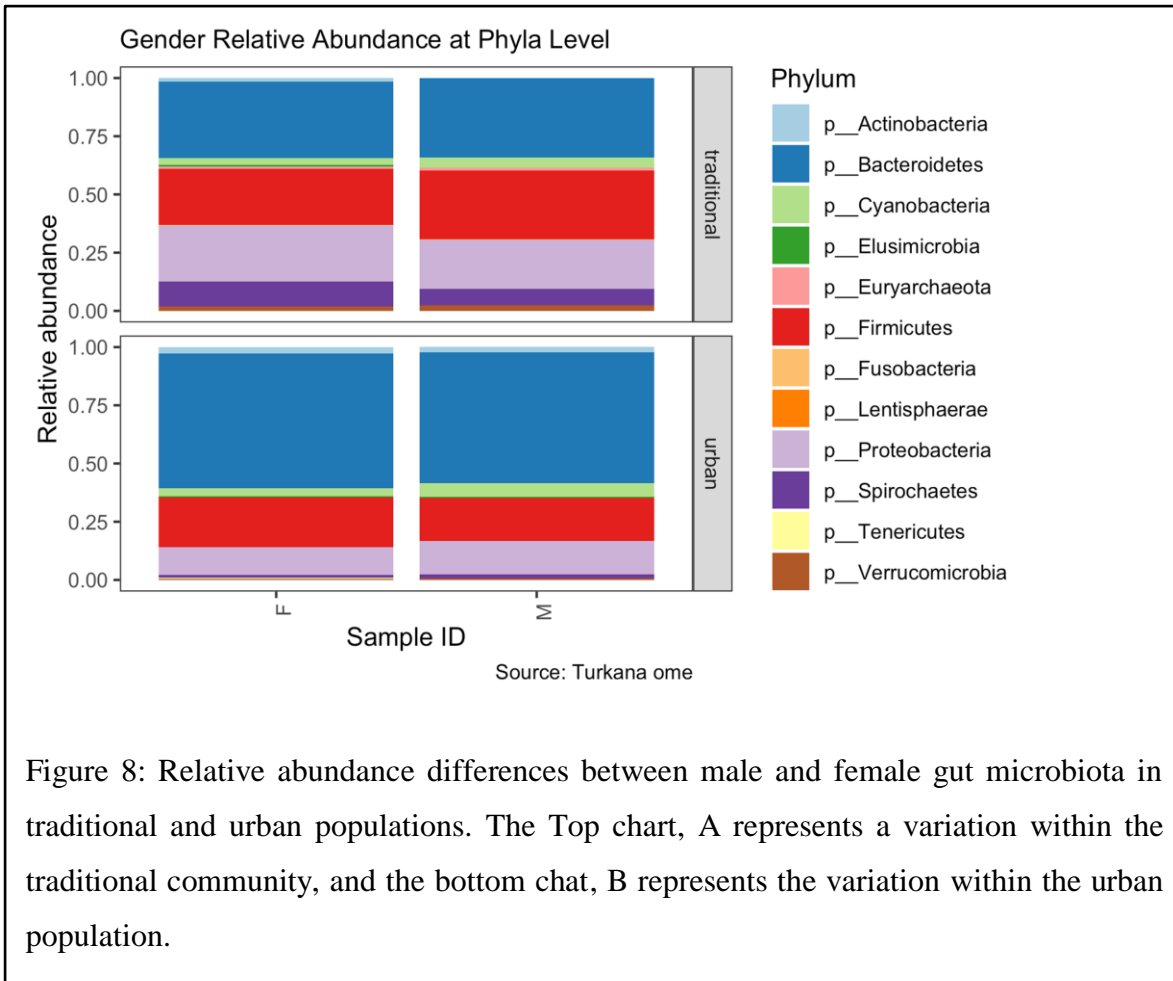 Gender Relative Abundance at Phyla Level
1.00
0.75
0.50
0.25
0.00
Relative abundance
traditional
1.00
0.75
0.50
0.25
0.00
Relative abundance
urban
F
M
Sample ID
Source: Turkana ome
Phylum
p__Actinobacteria
p__Bacteroidetes
p__Cyanobacteria
p__Elusimicrobia
p__Euryarchaeota
p__Firmicutes
p__Fusobacteria
p__Lentisphaerae
p__Proteobacteria
p__Spirochaetes
p__Tenericutes
p__Verrucomicrobia
Figure 8: Relative abundance differences between male and female gut microbiota in
traditional and urban populations. The Top chart, A represents a variation within the
traditional community, and the bottom chat, B represents the variation within the urban
population.